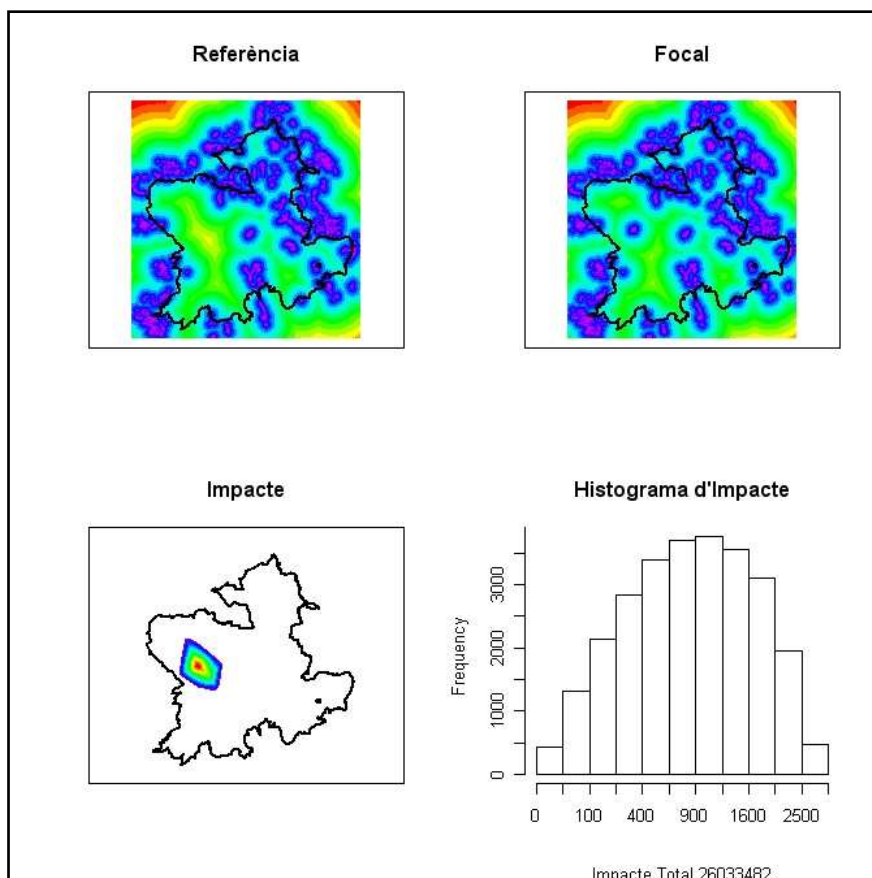 Referència
Focal
Impacte
Histograma d'Impacte
Frequency
0 1000 2000 3000
0 100 400 900 1600 2500
Impacte Total 26033482